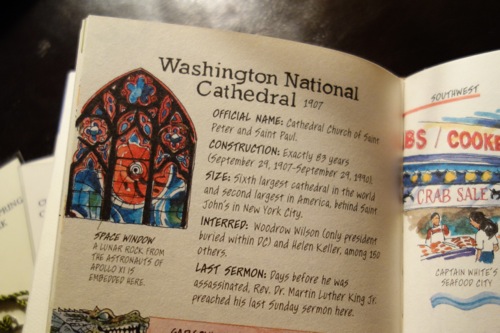 Washington National
Cathedral 1907
OFFICIAL NAME: Cathedral Church of Saint
Peter and Saint Paul.
CONSTRUCTION: Exactly 83 years
(September 29, 1907-September 29, 1990).
SIZE: Sixth largest cathedral in the world
and second largest in America, behind Saint
John's in New York City.
INTERRED: Woodrow Wilson (only president
buried within DC) and Helen Keller, among 150
others.
LAST SERMON: Days before he was
assassinated, Rev. Dr. Martin Luther King Jr.
preached his last Sunday sermon here.
SPACE WINDOW
A LUNAR ROCK FROM
THE ASTRONAUTS OF
APOLLO XI IS
EMBEDDED HERE.
SOUTHWEST
BS / COOKE
CRAB SALE
CAPTAIN WHITE'S
SEAFOOD CITY